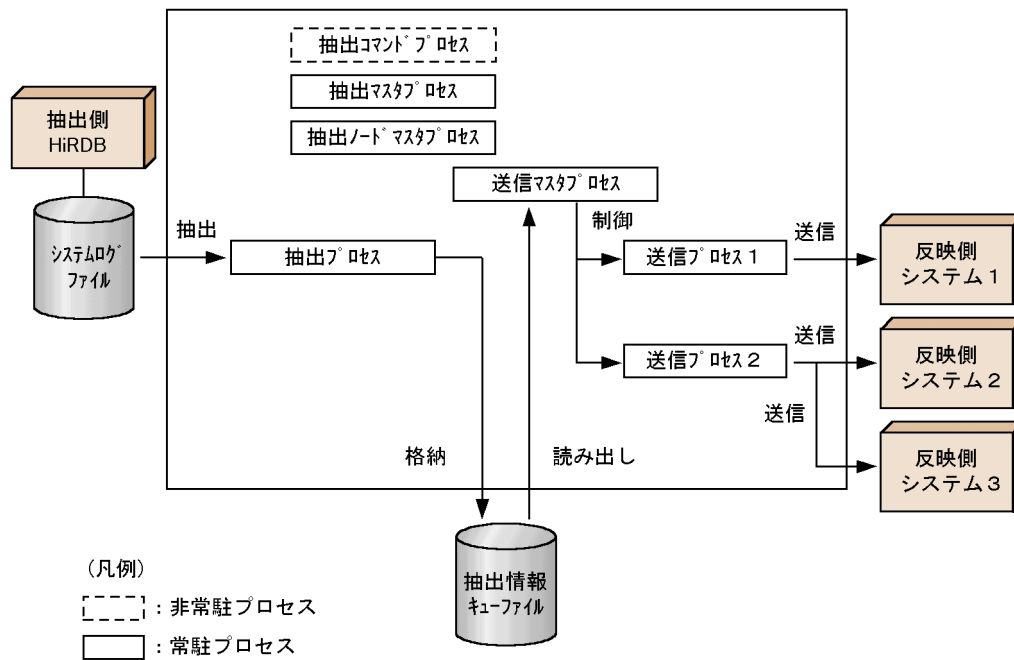 抽出コマンドプロセス
抽出マスタプロセス
抽出ノードマスタプロセス
抽出側
HiRDB
送信マスタプロセス
システムログ
ファイル
抽出
抽出プロセス
制御
送信プロセス1
送信
反映側
システム1
送信プロセス2
送信
反映側
システム2
送信
反映側
システム3
格納
読み出し
抽出情報
キューファイル
(凡例)
:非常駐プロセス
:常駐プロセス